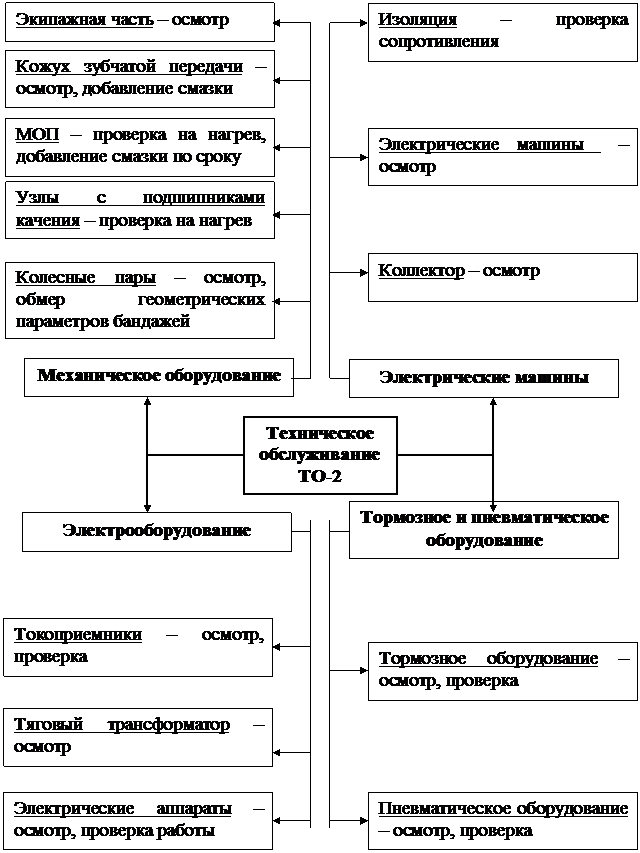 Экипажная часть – осмотр
Кожух зубчатой передачи –
осмотр, добавление смазки
МОП – проверка на нагрев,
добавление смазки по сроку
Узлы с подшипниками
качения – проверка на нагрев
Колесные пары – осмотр,
обмер геометрических
параметров бандажей
Механическое оборудование
Изоляция – проверка
сопротивления
Электрические машины –
осмотр
Коллектор – осмотр
Электрические машины
Техническое
обслуживание
ТО-2
Электрооборудование
Токоприемники – осмотр,
проверка
Тяговый трансформатор –
осмотр
Электрические аппараты –
осмотр, проверка работы
Тормозное и пневматическое
оборудование
Тормозное оборудование –
осмотр, проверка
Пневматическое оборудование
– осмотр, проверка